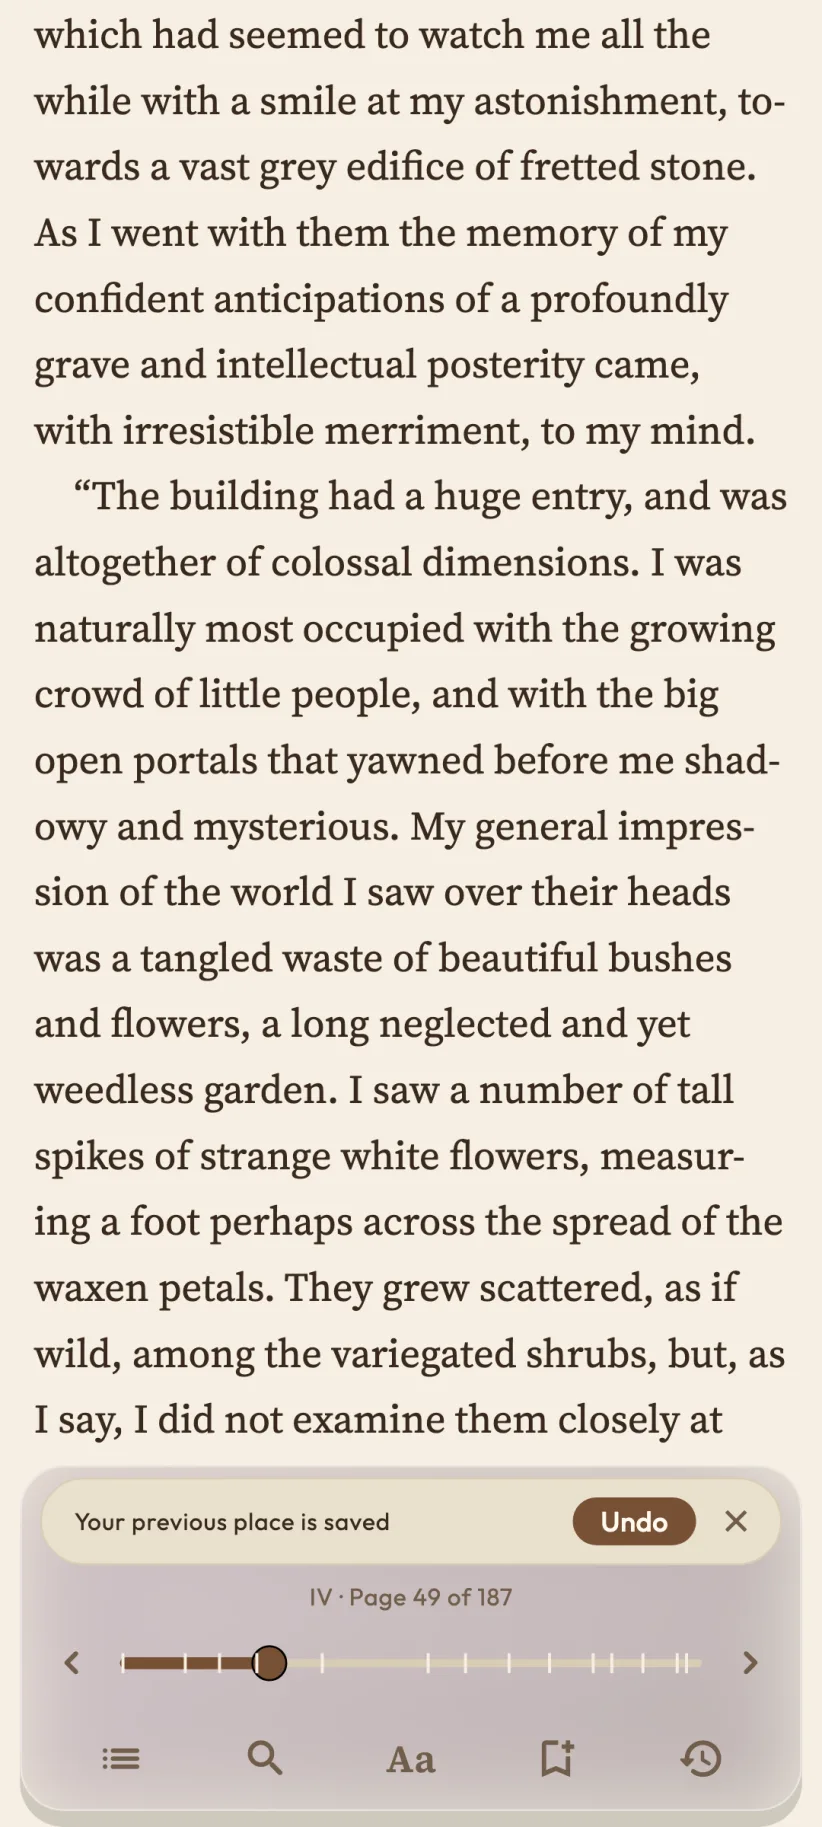 which had seemed to watch me all the
while with a smile at my astonishment, to-
wards a vast grey edifice of fretted stone.
As I went with them the memory of my
confident anticipations of a profoundly
grave and intellectual posterity came,
with irresistible merriment, to my mind.
“The building had a huge entry, and was
altogether of colossal dimensions. I was
naturally most occupied with the growing
crowd of little people, and with the big
open portals that yawned before me shad-
owy and mysterious. My general impres-
sion of the world I saw over their heads
was a tangled waste of beautiful bushes
and flowers, a long neglected and yet
weedless garden. I saw a number of tall
spikes of strange white flowers, measur-
ing a foot perhaps across the spread of the
waxen petals. They grew scattered, as if
wild, among the variegated shrubs, but, as
I say, I did not examine them closely at
Your previous place is saved Undo
IV · Page 49 of 187
Aa